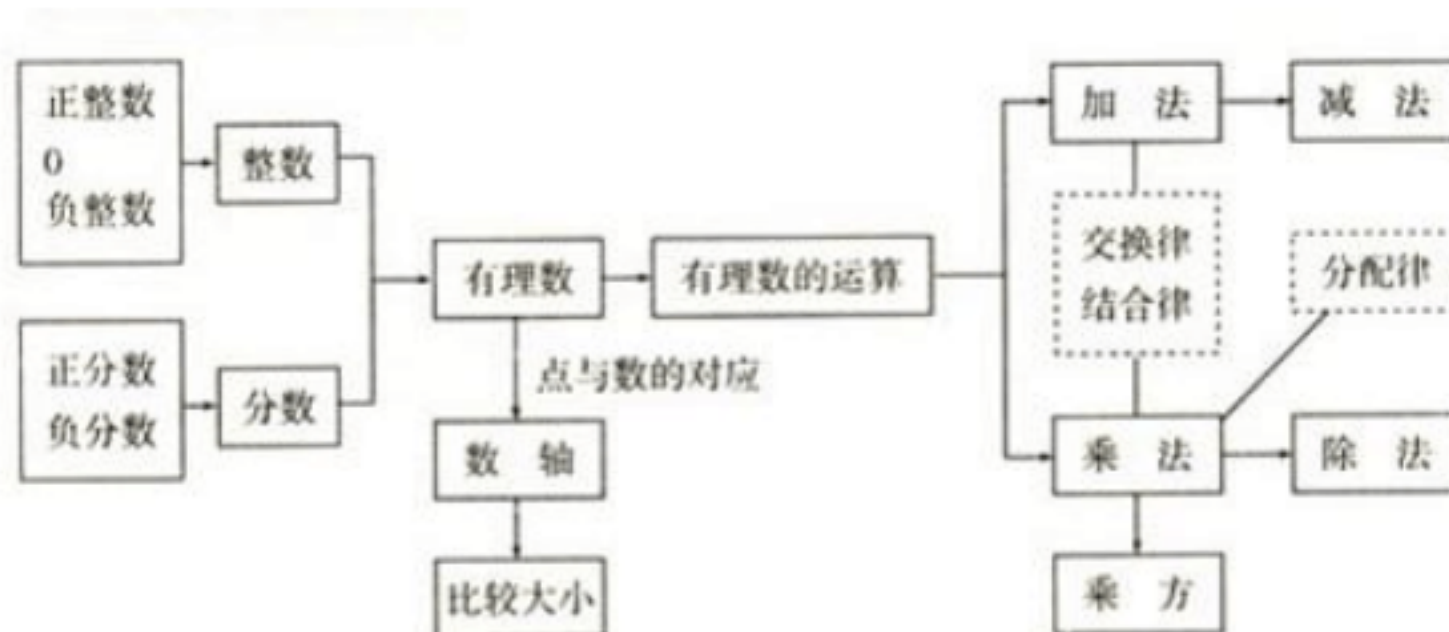 正整数
0
负整数
整数
正分数
负分数
分数
有理数
点与数的对应
数 轴
比较大小
有理数的运算
加 法
减 法
交换律
结合律
分配律
乘 法
除 法
乘 方